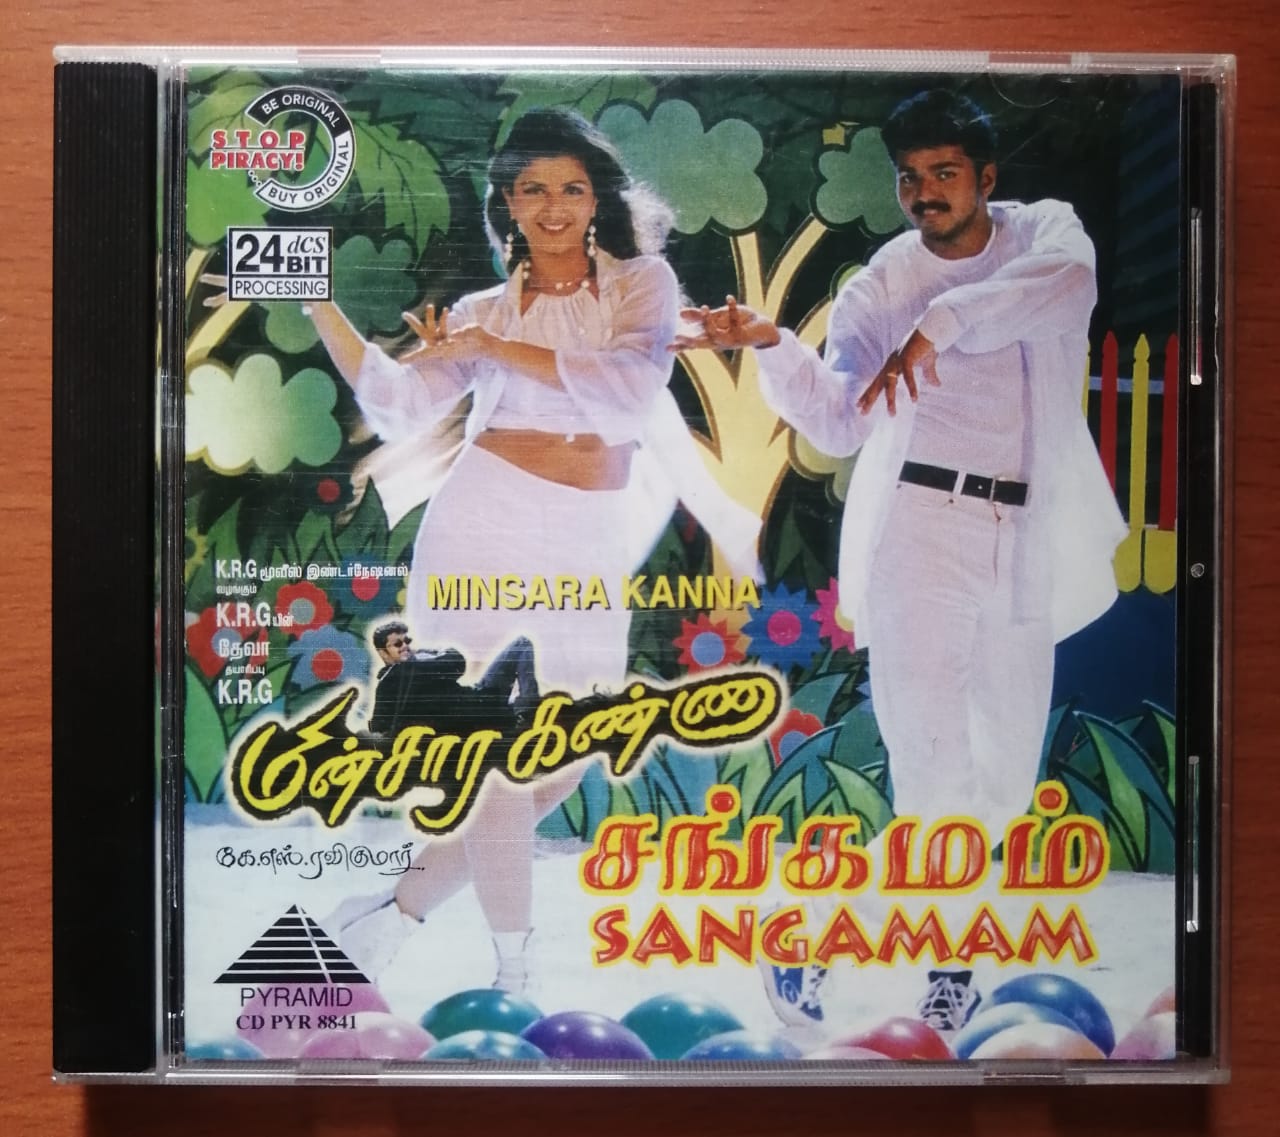 BE ORIGINAL
STOP
PIRACY!
BUY ORIGINAL
24 dCS
BIT
PROCESSING
K.R.G மூவீஸ் இண்டர்நேஷனல்
வழங்கும்
K.R.G யின்
தேவா
தயாரிப்பு
K.R.G
MINSARA KANNA
மின்சார கண்ணா
கே.எஸ்.ரவிகுமார்
சங்கமம்
SANGAMAM
PYRAMID
CD PYR 8841